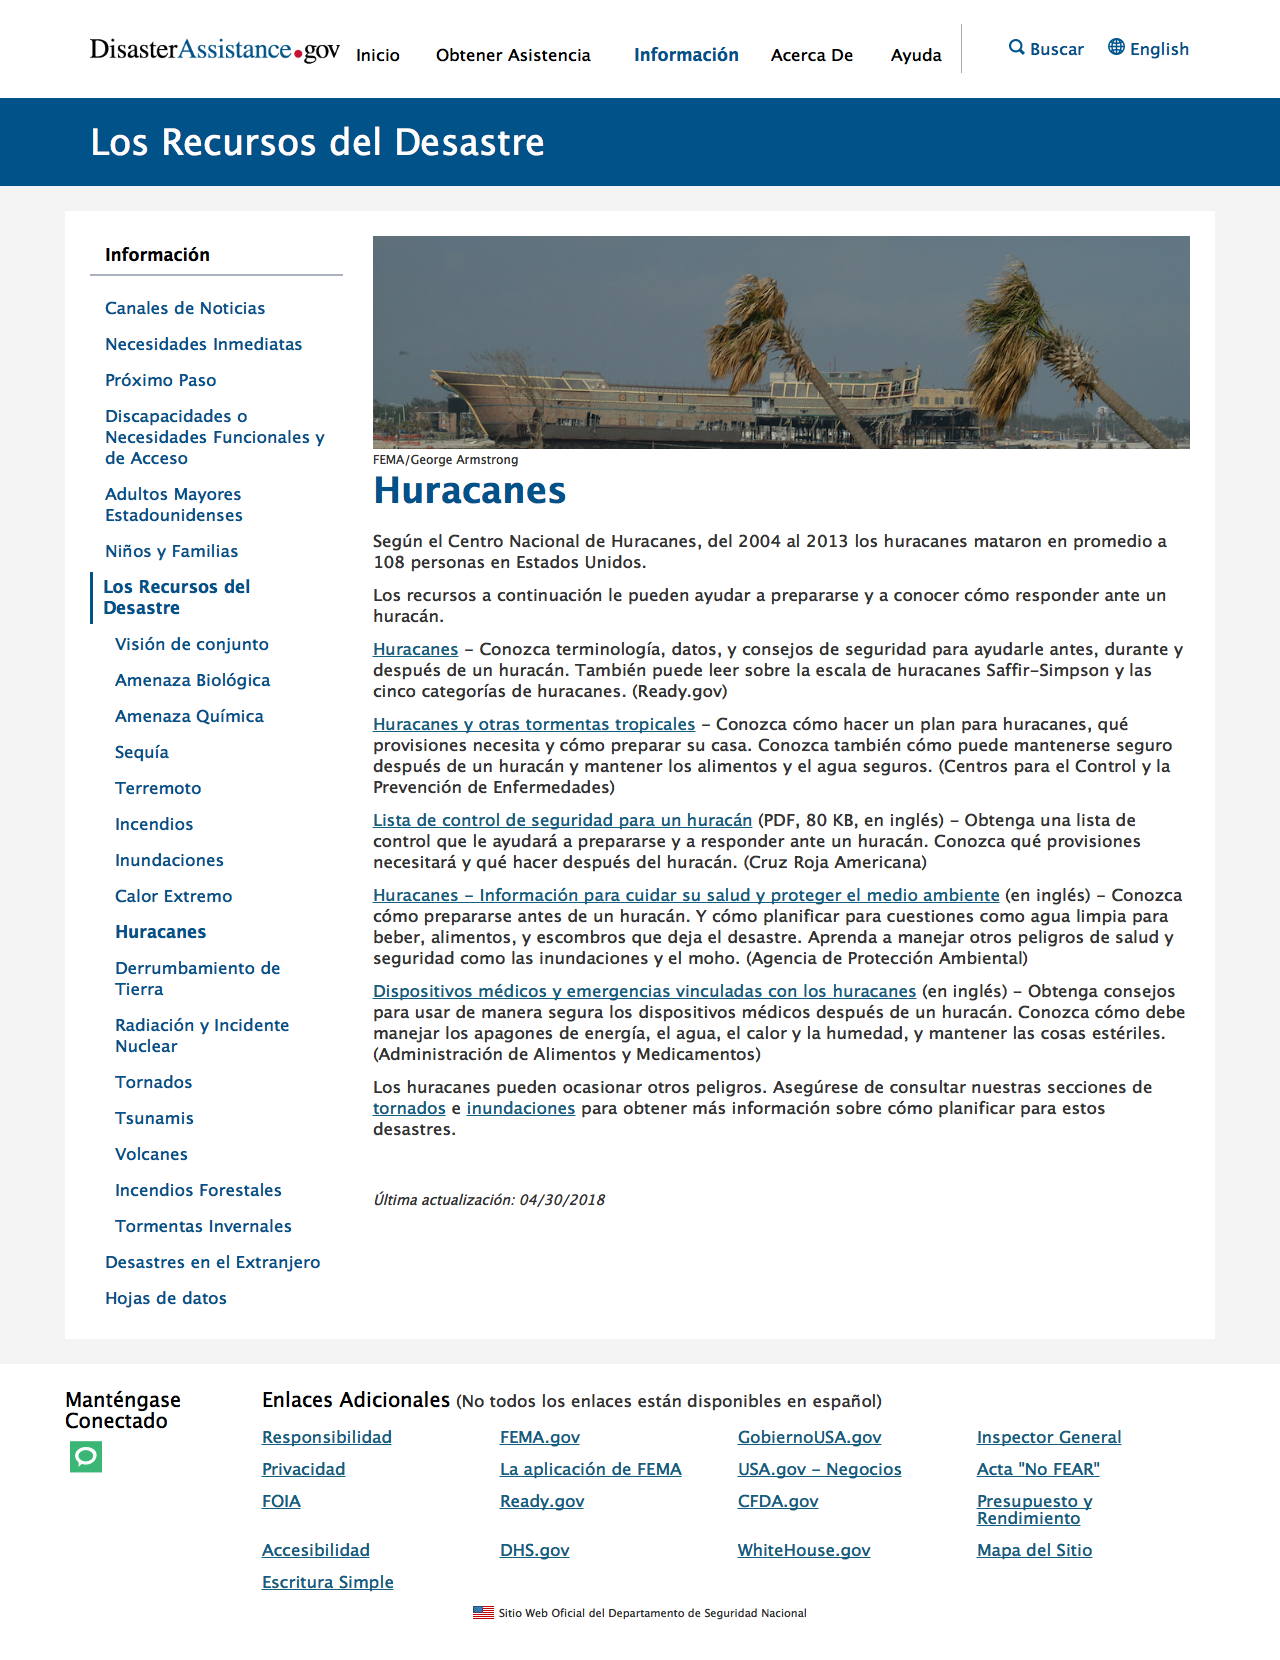 DisasterAssistance.gov
Inicio
Obtener Asistencia
Información
Acerca De
Ayuda
Buscar
English
Los Recursos del Desastre
Información
Canales de Noticias
Necesidades Inmediatas
Próximo Paso
Discapacidades o
Necesidades Funcionales y
de Acceso
Adultos Mayores
Estadounidenses
Niños y Familias
Los Recursos del
Desastre
Visión de conjunto
Amenaza Biológica
Amenaza Química
Sequía
Terremoto
Incendios
Inundaciones
Calor Extremo
Huracanes
Derrumbamiento de
Tierra
Radiación y Incidente
Nuclear
Tornados
Tsunamis
Volcanes
Incendios Forestales
Tormentas Invernales
Desastres en el Extranjero
Hojas de datos
FEMA/George Armstrong
Huracanes
Según el Centro Nacional de Huracanes, del 2004 al 2013 los huracanes mataron en promedio a
108 personas en Estados Unidos.
Los recursos a continuación le pueden ayudar a prepararse y a conocer cómo responder ante un
huracán.
Huracanes – Conozca terminología, datos, y consejos de seguridad para ayudarle antes, durante y
después de un huracán. También puede leer sobre la escala de huracanes Saffir-Simpson y las
cinco categorías de huracanes. (Ready.gov)
Huracanes y otras tormentas tropicales – Conozca cómo hacer un plan para huracanes, qué
provisiones necesita y cómo preparar su casa. Conozca también cómo puede mantenerse seguro
después de un huracán y mantener los alimentos y el agua seguros. (Centros para el Control y la
Prevención de Enfermedades)
Lista de control de seguridad para un huracán (PDF, 80 KB, en inglés) – Obtenga una lista de
control que le ayudará a prepararse y a responder ante un huracán. Conozca qué provisiones
necesitará y qué hacer después del huracán. (Cruz Roja Americana)
Huracanes – Información para cuidar su salud y proteger el medio ambiente (en inglés) – Conozca
cómo prepararse antes de un huracán. Y cómo planificar para cuestiones como agua limpia para
beber, alimentos, y escombros que deja el desastre. Aprenda a manejar otros peligros de salud y
seguridad como las inundaciones y el moho. (Agencia de Protección Ambiental)
Dispositivos médicos y emergencias vinculadas con los huracanes (en inglés) – Obtenga consejos
para usar de manera segura los dispositivos médicos después de un huracán. Conozca cómo debe
manejar los apagones de energía, el agua, el calor y la humedad, y mantener las cosas estériles.
(Administración de Alimentos y Medicamentos)
Los huracanes pueden ocasionar otros peligros. Asegúrese de consultar nuestras secciones de
tornados e inundaciones para obtener más información sobre cómo planificar para estos
desastres.
Última actualización: 04/30/2018
Manténgase
Conectado
Enlaces Adicionales (No todos los enlaces están disponibles en español)
Responsibilidad
FEMA.gov
GobiernoUSA.gov
Inspector General
Privacidad
La aplicación de FEMA
USA.gov – Negocios
Acta "No FEAR"
FOIA
Ready.gov
CFDA.gov
Presupuesto y
Rendimiento
Accesibilidad
DHS.gov
WhiteHouse.gov
Mapa del Sitio
Escritura Simple
Sitio Web Oficial del Departamento de Seguridad Nacional